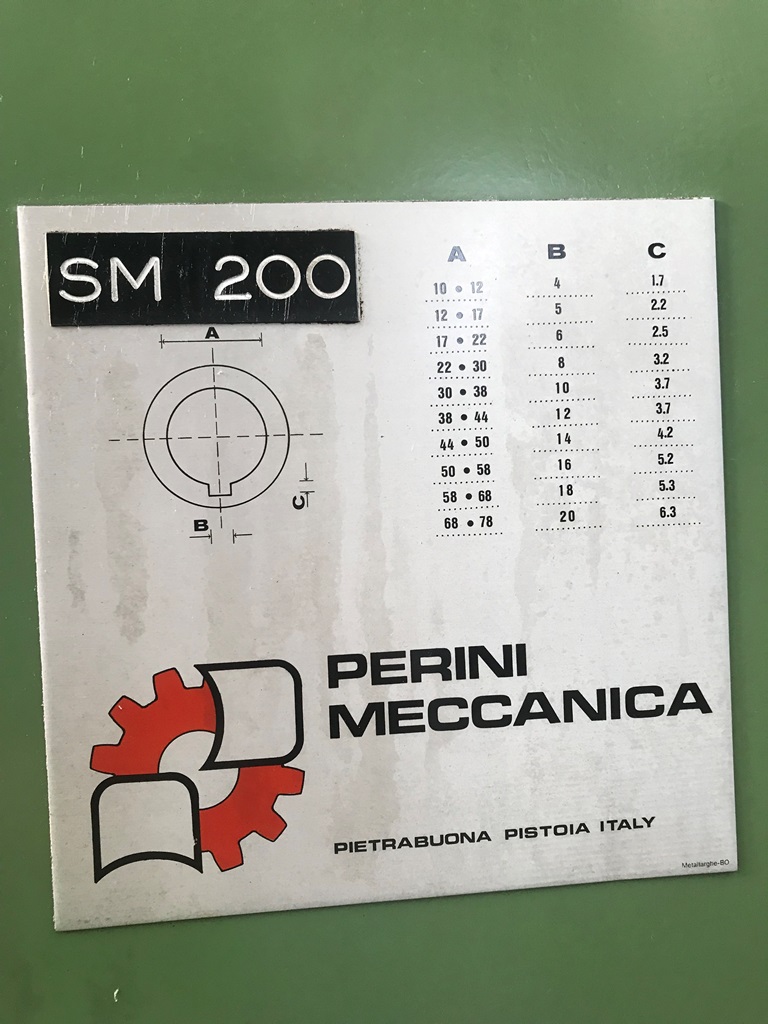 SM 200
A
B
C
A B C
10 • 12 4 1.7
12 • 17 5 2.2
17 • 22 6 2.5
22 • 30 8 3.2
30 • 38 10 3.7
38 • 44 12 3.7
44 • 50 14 4.2
50 • 58 16 5.2
58 • 68 18 5.3
68 • 78 20 6.3
PERINI
MECCANICA
PIETRABUONA PISTOIA ITALY
Metaltarghe-BO